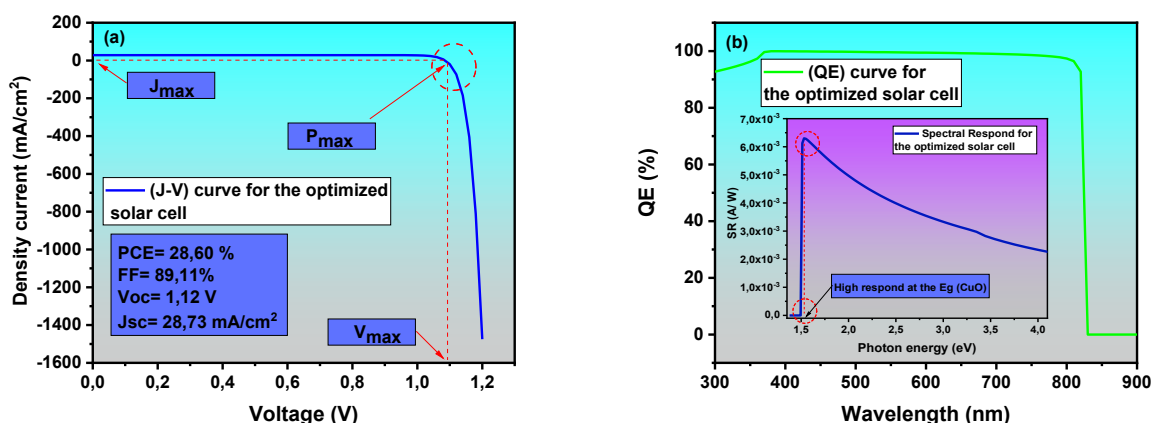 (a)
200
0
-200
-400
-600
-800
-1000
-1200
-1400
-1600
Density current (mA/cm²)
Jmax
Pmax
(J-V) curve for the optimized
solar cell
PCE= 28,60 %
FF= 89,11%
Voc= 1,12 V
Jsc= 28,73 mA/cm²
Vmax
0,0 0,2 0,4 0,6 0,8 1,0 1,2
Voltage (V)
(b)
100
80
60
40
20
0
QE (%)
(QE) curve for
the optimized solar cell
7,0x10⁻³
6,0x10⁻³
5,0x10⁻³
4,0x10⁻³
3,0x10⁻³
2,0x10⁻³
1,0x10⁻³
0,0
SR (A/ W)
Spectral Respond for
the optimized solar cell
High respond at the Eg (CuO)
1,5 2,0 2,5 3,0 3,5 4,0
Photon energy (eV)
300 400 500 600 700 800 900
Wavelength (nm)